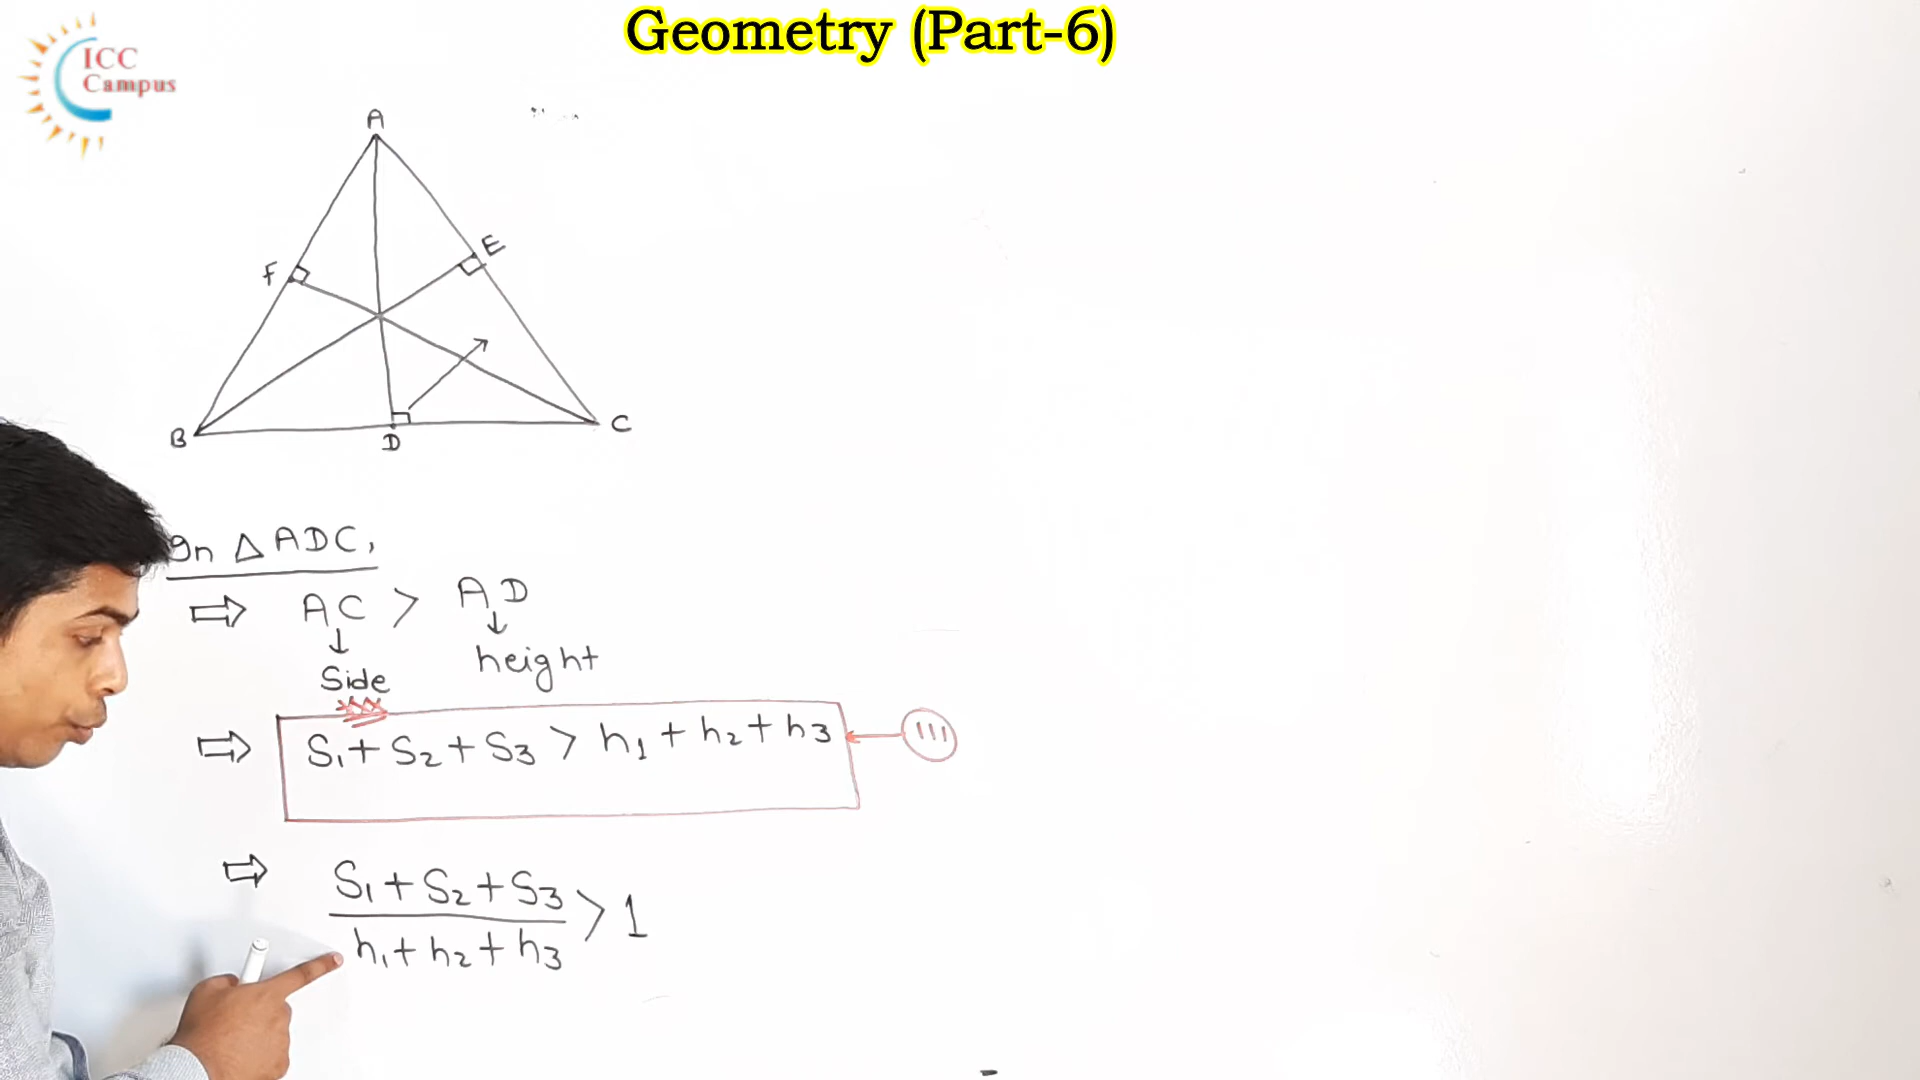 Geometry (Part-6)
ICC
Campus
A
F
E
B
D
C
In △ ADC,
⇒ AC > AD
↓ ↓
Side height
⇒ S₁ + S₂ + S₃ > h₁ + h₂ + h₃ ← III
⇒ S₁ + S₂ + S₃
> 1
h₁ + h₂ + h₃